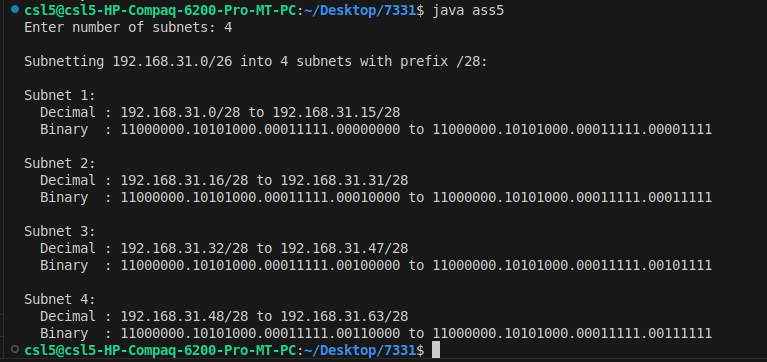 csl5@csl5-HP-Compaq-6200-Pro-MT-PC:~/Desktop/7331$ java ass5
Enter number of subnets: 4

Subnetting 192.168.31.0/26 into 4 subnets with prefix /28:

Subnet 1:
  Decimal : 192.168.31.0/28 to 192.168.31.15/28
  Binary  : 11000000.10101000.00011111.00000000 to 11000000.10101000.00011111.00001111

Subnet 2:
  Decimal : 192.168.31.16/28 to 192.168.31.31/28
  Binary  : 11000000.10101000.00011111.00010000 to 11000000.10101000.00011111.00011111

Subnet 3:
  Decimal : 192.168.31.32/28 to 192.168.31.47/28
  Binary  : 11000000.10101000.00011111.00100000 to 11000000.10101000.00011111.00101111

Subnet 4:
  Decimal : 192.168.31.48/28 to 192.168.31.63/28
  Binary  : 11000000.10101000.00011111.00110000 to 11000000.10101000.00011111.00111111
csl5@csl5-HP-Compaq-6200-Pro-MT-PC:~/Desktop/7331$